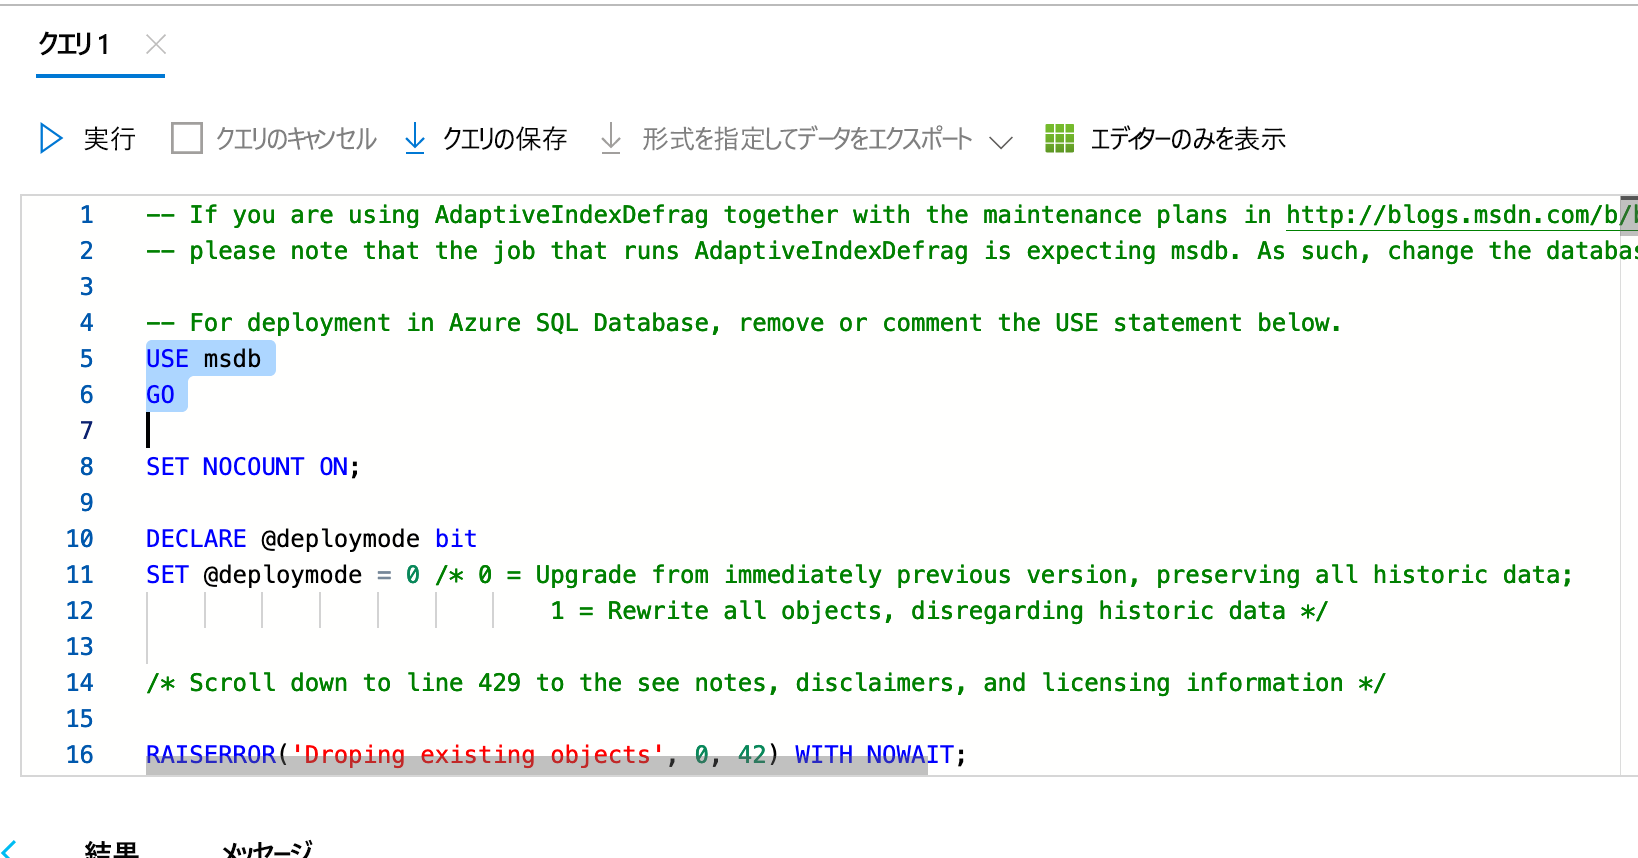 クエリ 1
実行 クエリのキャンセル クエリの保存 形式を指定してデータをエクスポート エディターのみを表示
1 -- If you are using AdaptiveIndexDefrag together with the maintenance plans in http://blogs.msdn.com/b/
2 -- please note that the job that runs AdaptiveIndexDefrag is expecting msdb. As such, change the databas
3
4 -- For deployment in Azure SQL Database, remove or comment the USE statement below.
5 USE msdb
6 GO
7
8 SET NOCOUNT ON;
9
10 DECLARE @deploymode bit
11 SET @deploymode = 0 /* 0 = Upgrade from immediately previous version, preserving all historic data;
12 1 = Rewrite all objects, disregarding historic data */
13
14 /* Scroll down to line 429 to the see notes, disclaimers, and licensing information */
15
16 RAISERROR('Droping existing objects', 0, 42) WITH NOWAIT;
結果 メッセージ